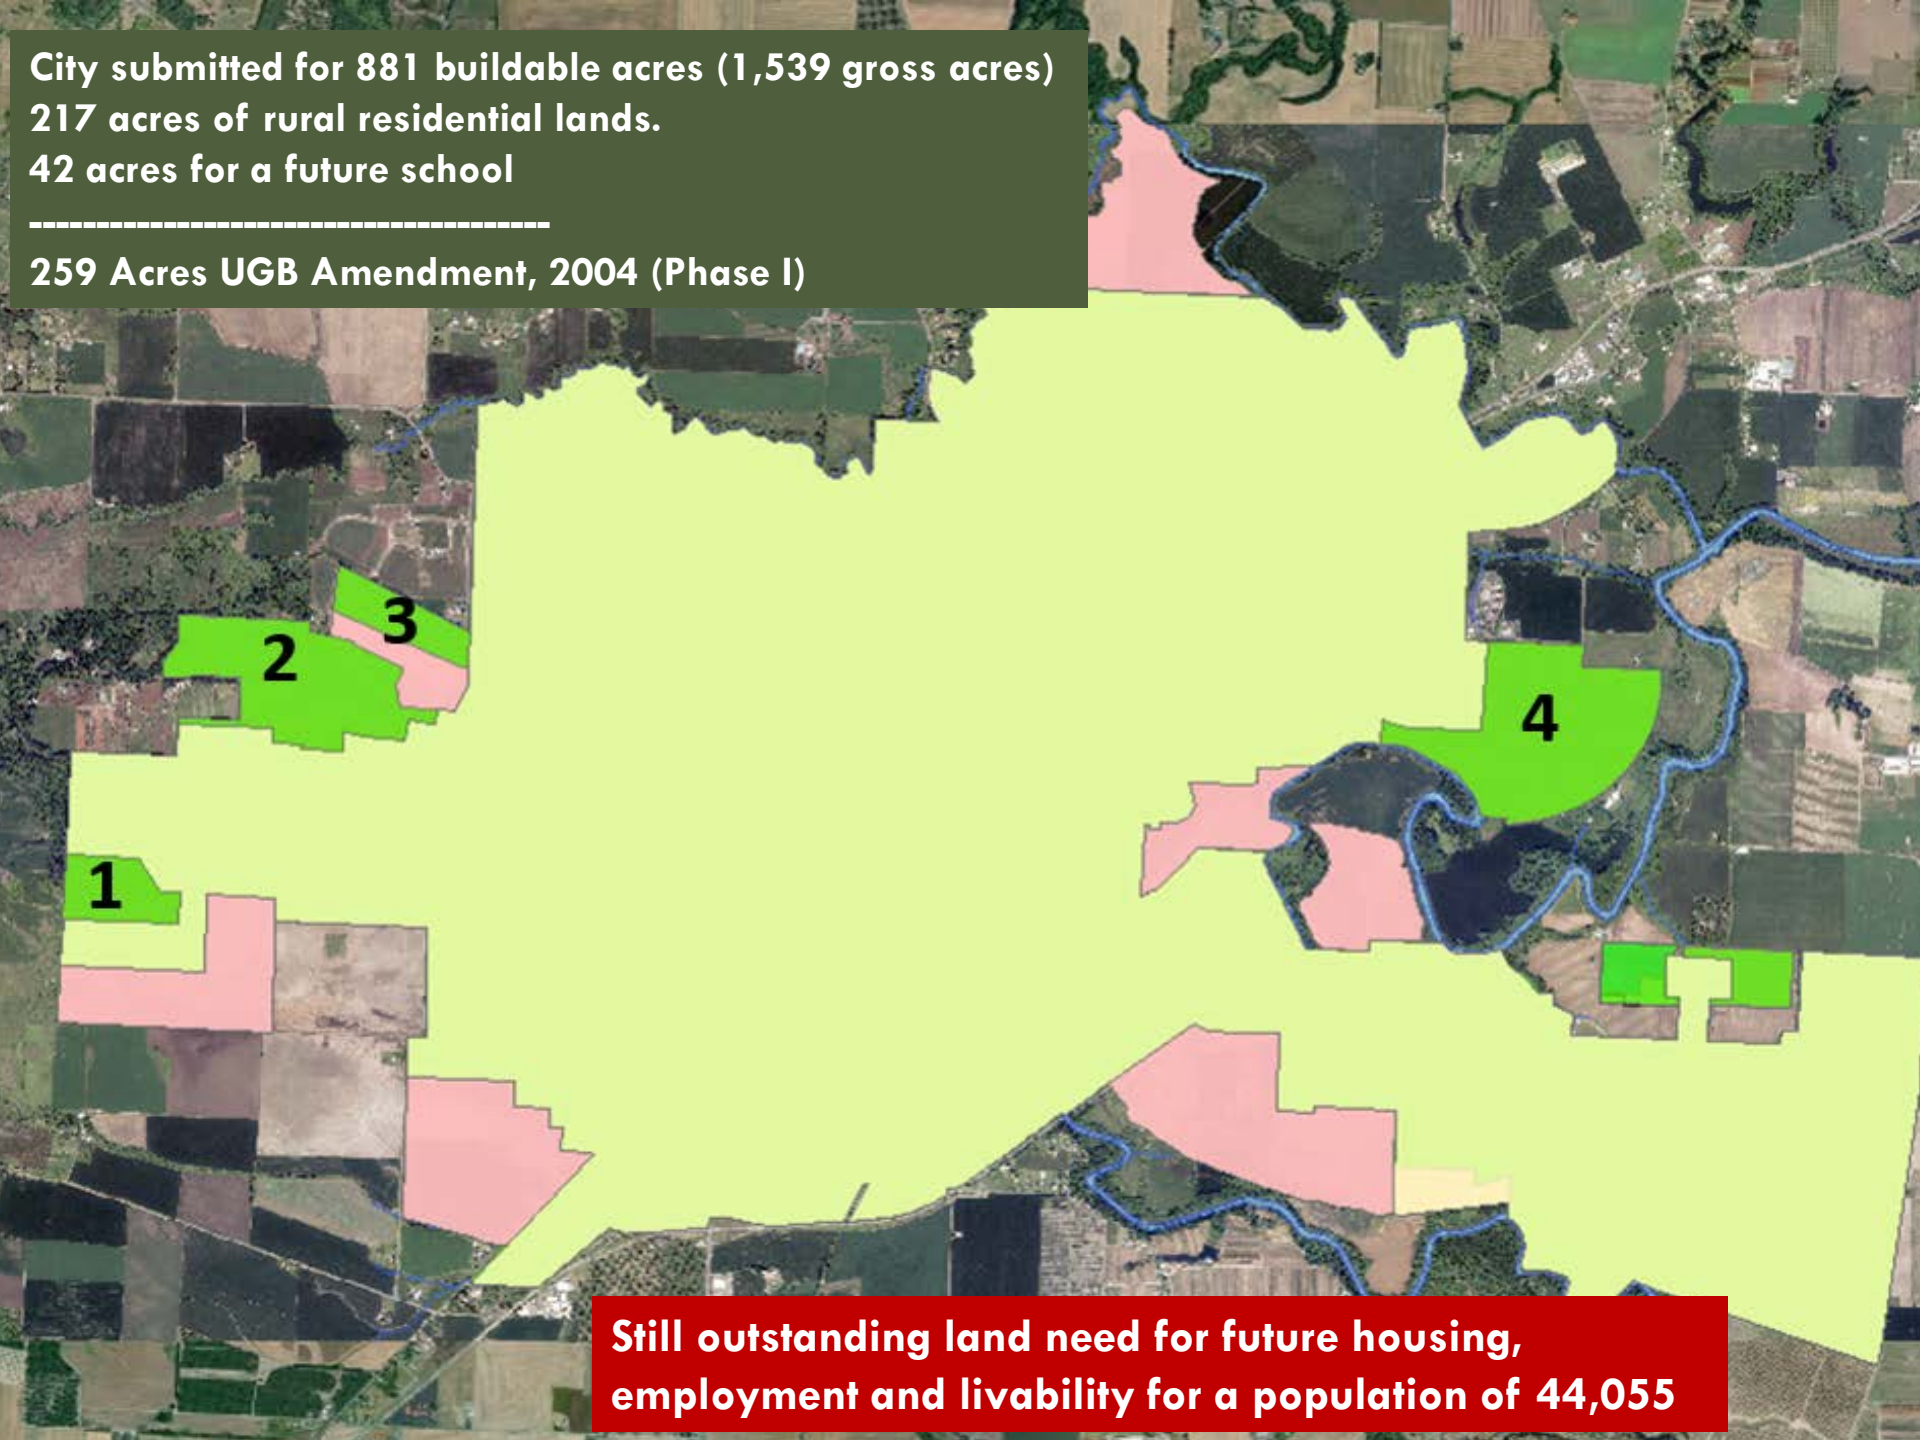 City submitted for 881 buildable acres (1,539 gross acres)
217 acres of rural residential lands.
42 acres for a future school
---------------------------------------
259 Acres UGB Amendment, 2004 (Phase I)
3
2
4
1
Still outstanding land need for future housing,
employment and livability for a population of 44,055